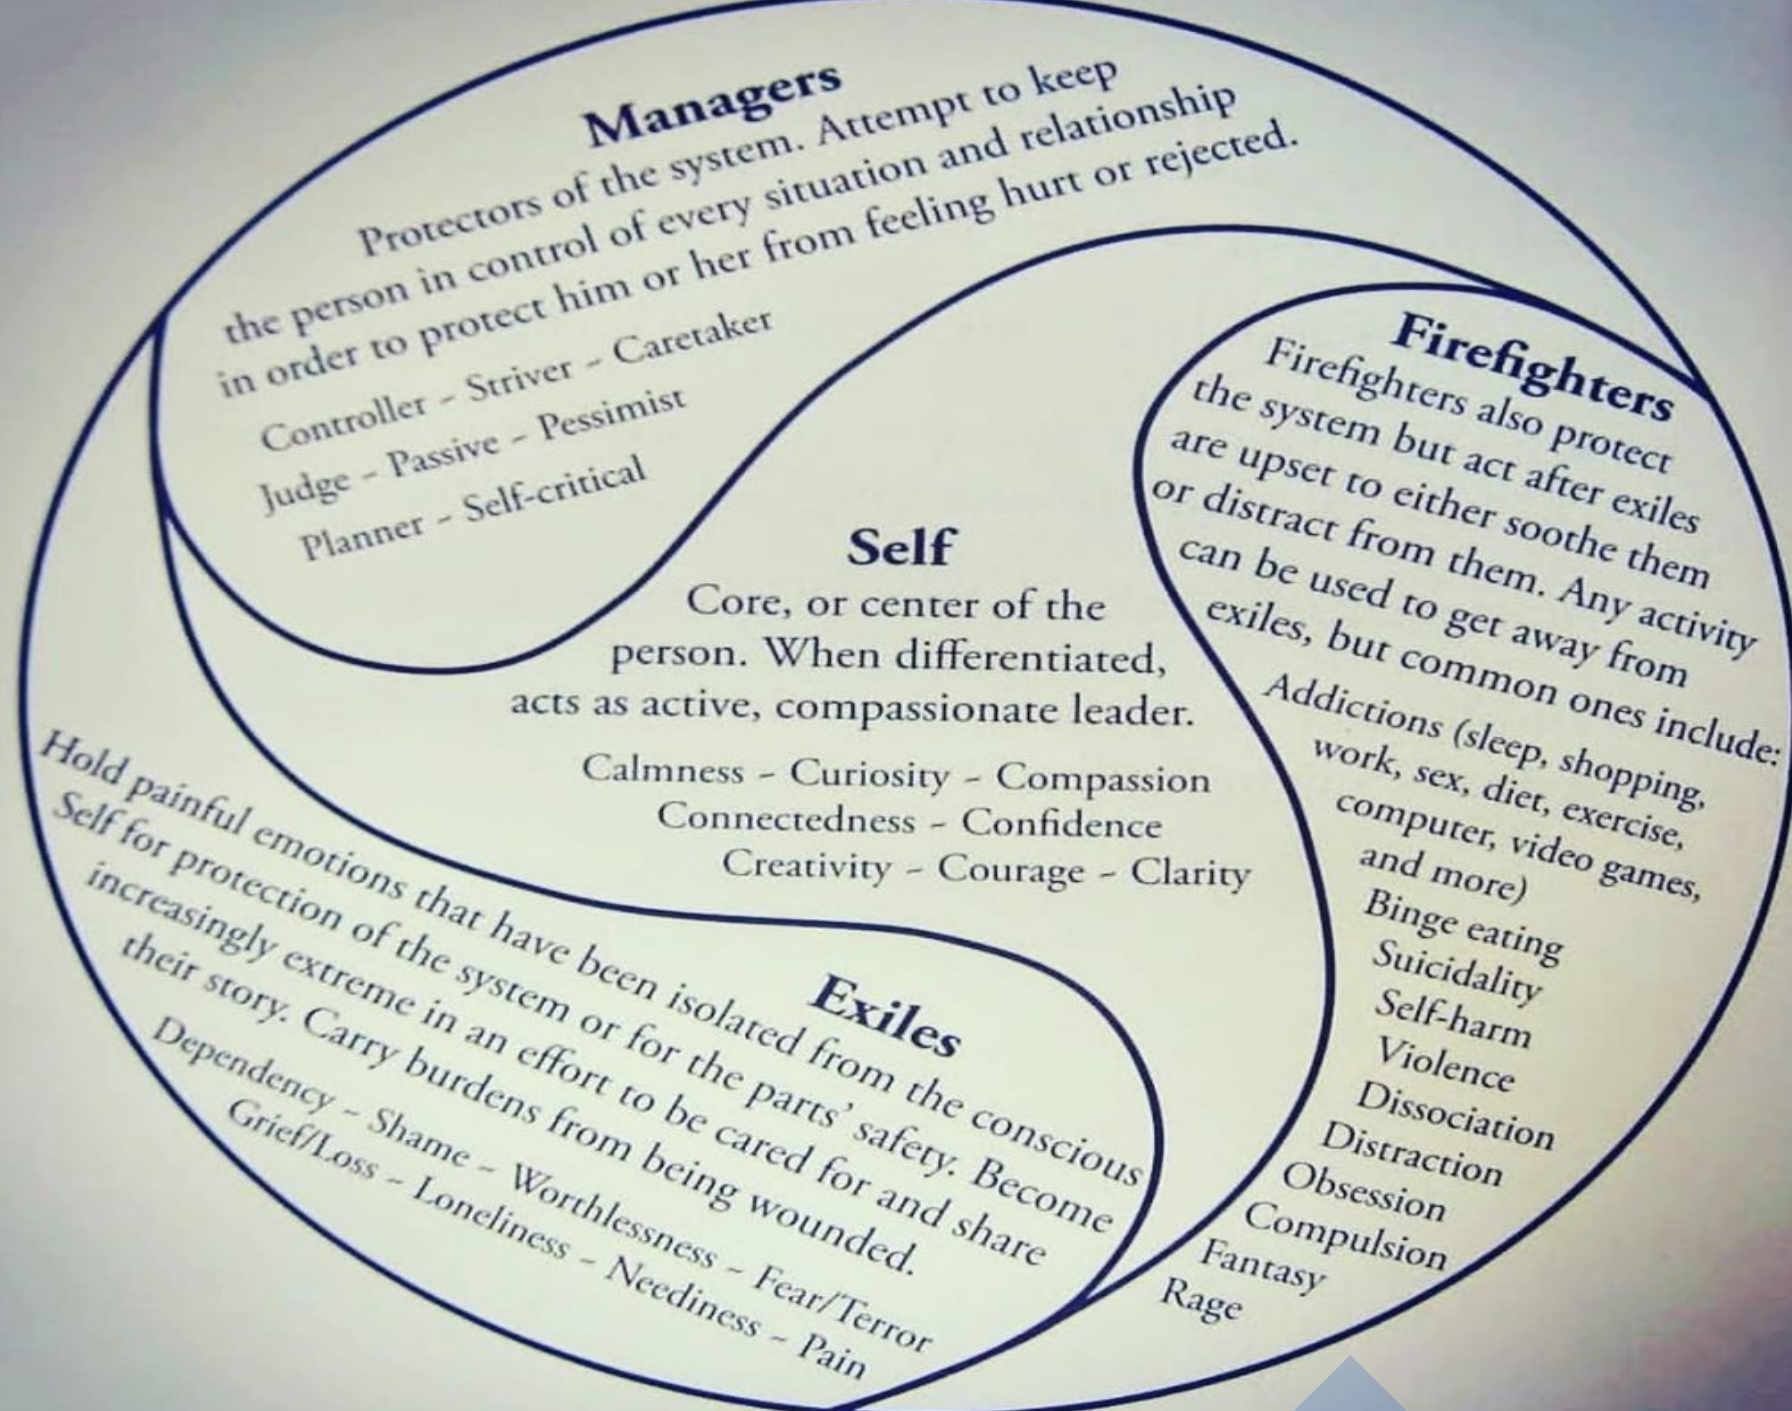 Managers
Protectors of the system. Attempt to keep
the person in control of every situation and relationship
in order to protect him or her from feeling hurt or rejected.
Controller - Striver - Caretaker
Judge - Passive - Pessimist
Planner - Self-critical
Firefighters
Firefighters also protect
the system but act after exiles
are upset to either soothe them
or distract from them. Any activity
can be used to get away from
exiles, but common ones include:
Addictions (sleep, shopping,
work, sex, diet, exercise,
computer, video games,
and more)
Binge eating
Suicidality
Self-harm
Violence
Dissociation
Distraction
Obsession
Compulsion
Fantasy
Rage
Self
Core, or center of the
person. When differentiated,
acts as active, compassionate leader.
Calmness - Curiosity - Compassion
Connectedness - Confidence
Creativity - Courage - Clarity
Exiles
Hold painful emotions that have been isolated from the conscious
Self for protection of the system or for the parts' safety. Become
increasingly extreme in an effort to be cared for and share
their story. Carry burdens from being wounded.
Dependency - Shame - Worthlessness - Fear/Terror
Grief/Loss - Loneliness - Neediness - Pain